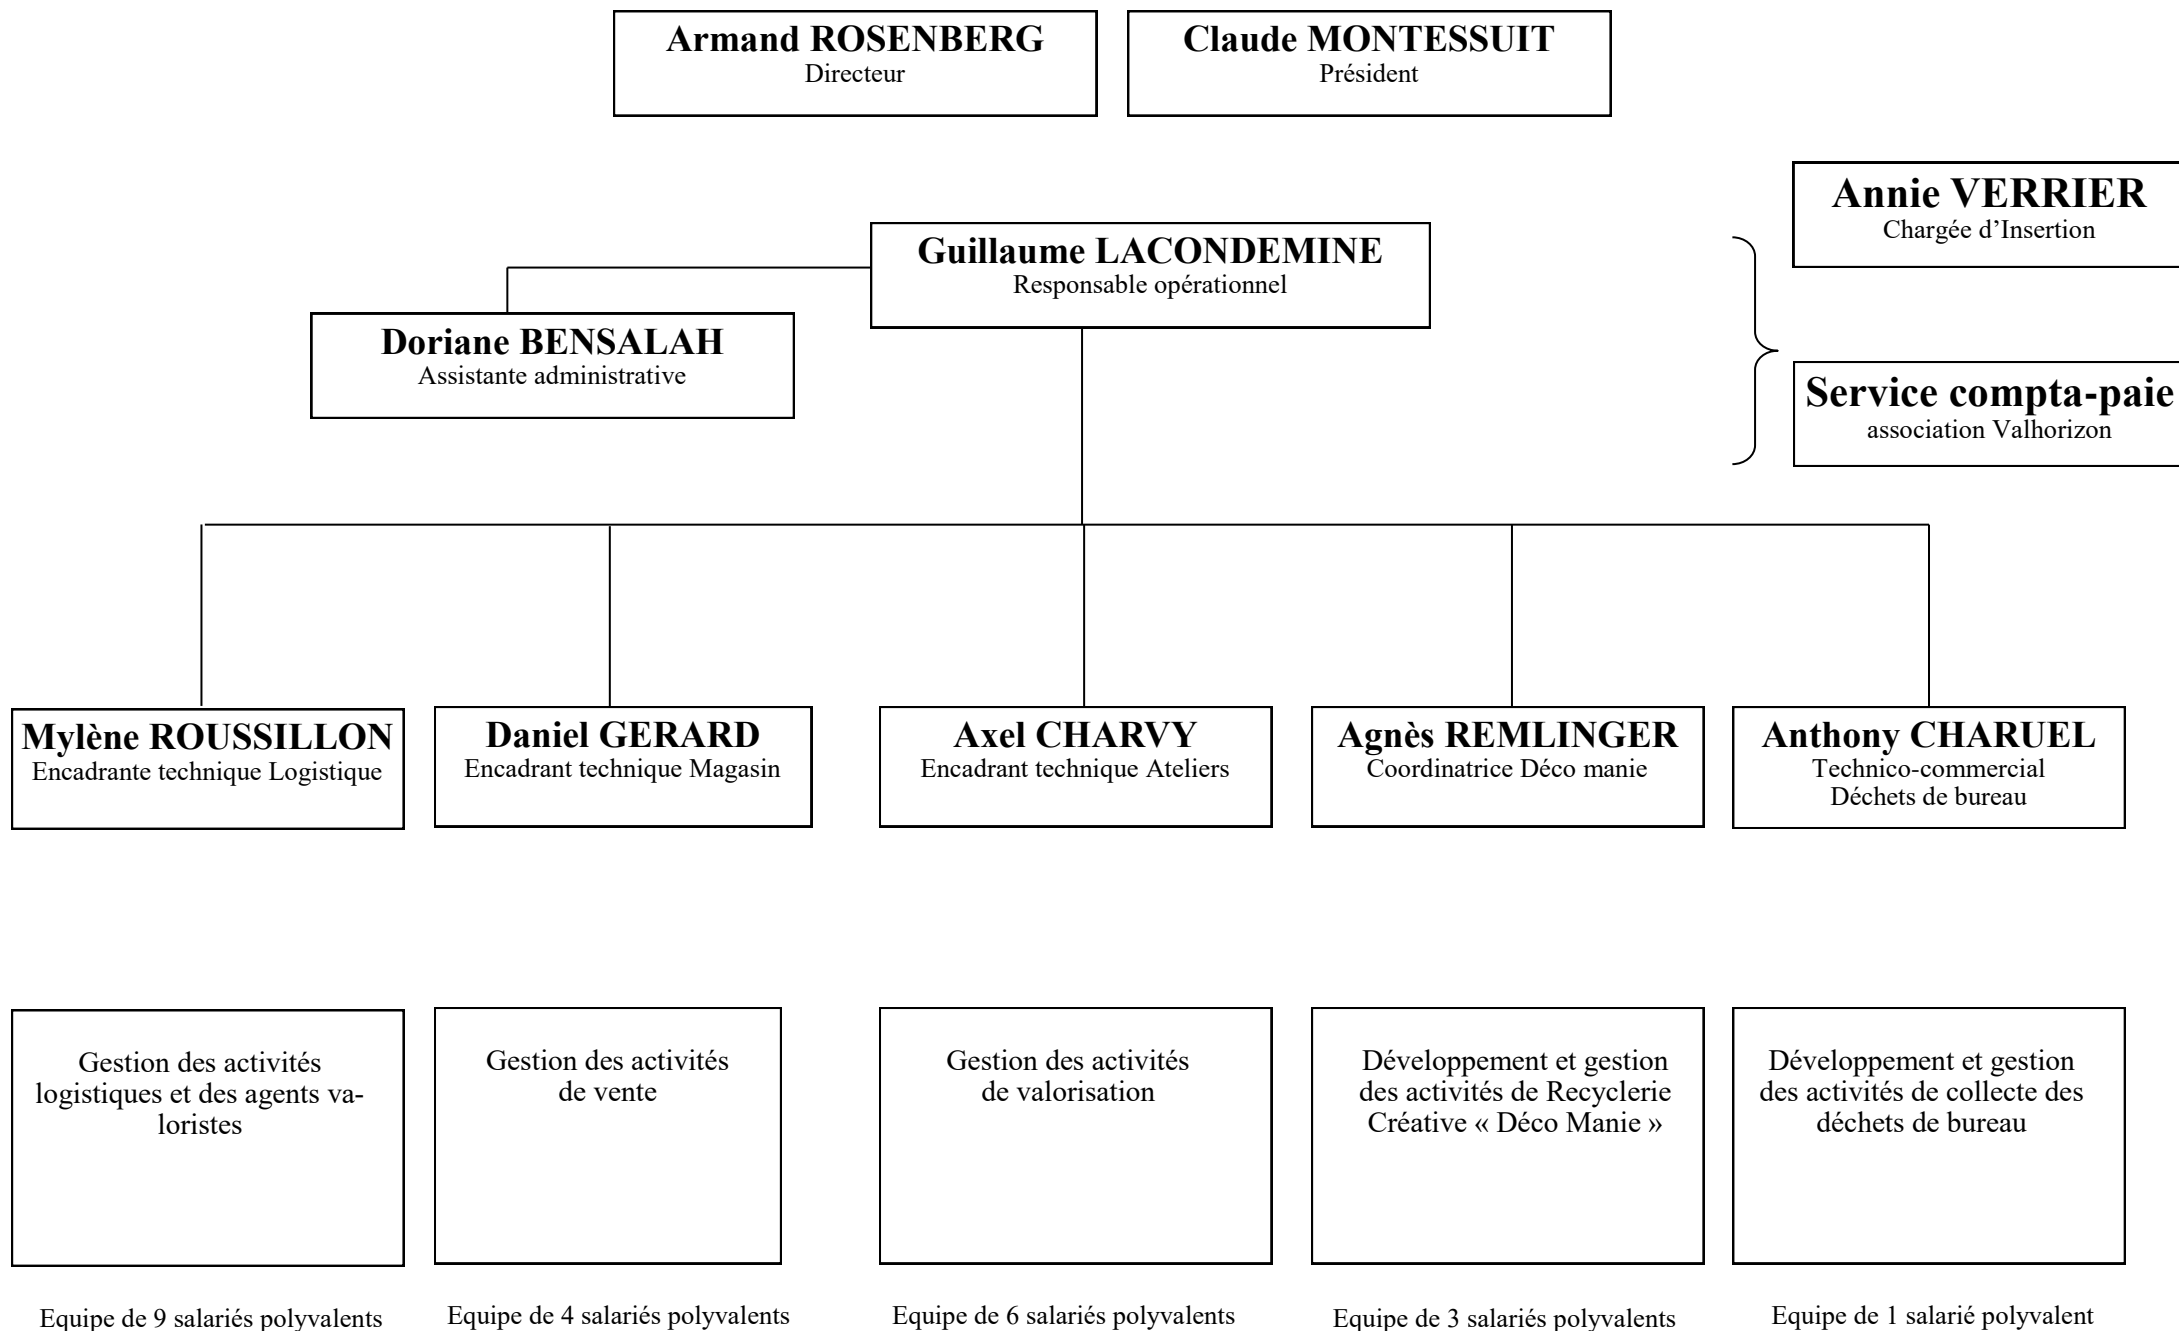 Armand ROSENBERG
Directeur
Claude MONTESSUIT
Président
Annie VERRIER
Chargée d’Insertion
Guillaume LACONDEMINE
Responsable opérationnel
Doriane BENSALAH
Assistante administrative
Service compta-paie
association Valhorizon
Mylène ROUSSILLON
Encadrante technique Logistique
Daniel GERARD
Encadrant technique Magasin
Axel CHARVY
Encadrant technique Ateliers
Agnès REMLINGER
Coordinatrice Déco manie
Anthony CHARUEL
Technico-commercial
Déchets de bureau
Gestion des activités
logistiques et des agents va-
loristes
Gestion des activités
de vente
Gestion des activités
de valorisation
Développement et gestion
des activités de Recyclerie
Créative « Déco Manie »
Développement et gestion
des activités de collecte des
déchets de bureau
Equipe de 9 salariés polyvalents
Equipe de 4 salariés polyvalents
Equipe de 6 salariés polyvalents
Equipe de 3 salariés polyvalents
Equipe de 1 salarié polyvalent